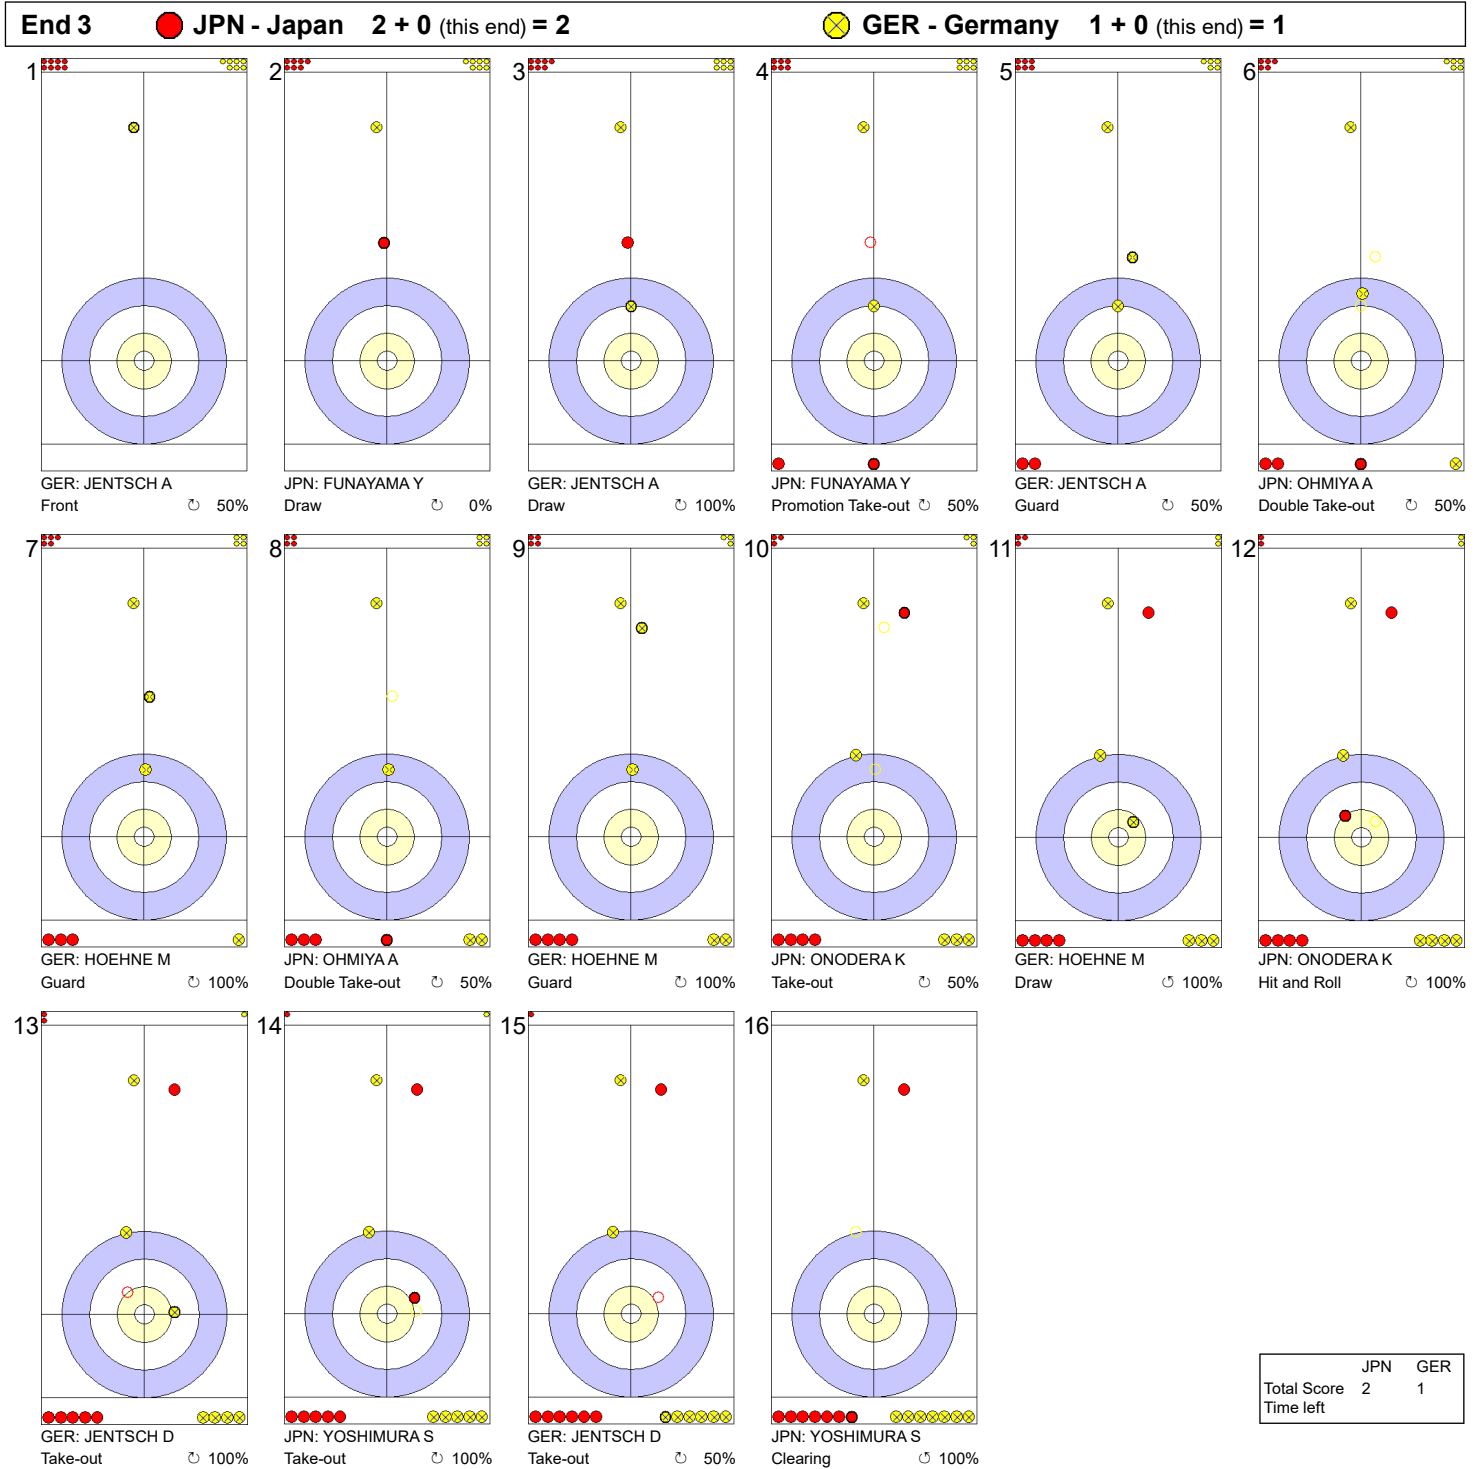 End 3 JPN - Japan 2 + 0 (this end) = 2 GER - Germany 1 + 0 (this end) = 1
1
GER: JENTSCH A
Front ↻ 50%
2
JPN: FUNAYAMA Y
Draw ↻ 0%
3
GER: JENTSCH A
Draw ↻ 100%
4
JPN: FUNAYAMA Y
Promotion Take-out ↻ 50%
5
GER: JENTSCH A
Guard ↻ 50%
6
JPN: OHMIYA A
Double Take-out ↻ 50%
7
GER: HOEHNE M
Guard ↻ 100%
8
JPN: OHMIYA A
Double Take-out ↻ 50%
9
GER: HOEHNE M
Guard ↻ 100%
10
JPN: ONODERA K
Take-out ↻ 50%
11
GER: HOEHNE M
Draw ↺ 100%
12
JPN: ONODERA K
Hit and Roll ↻ 100%
13
GER: JENTSCH D
Take-out ↻ 100%
14
JPN: YOSHIMURA S
Take-out ↻ 100%
15
GER: JENTSCH D
Take-out ↻ 50%
16
JPN: YOSHIMURA S
Clearing ↺ 100%
JPN GER
Total Score 2 1
Time left